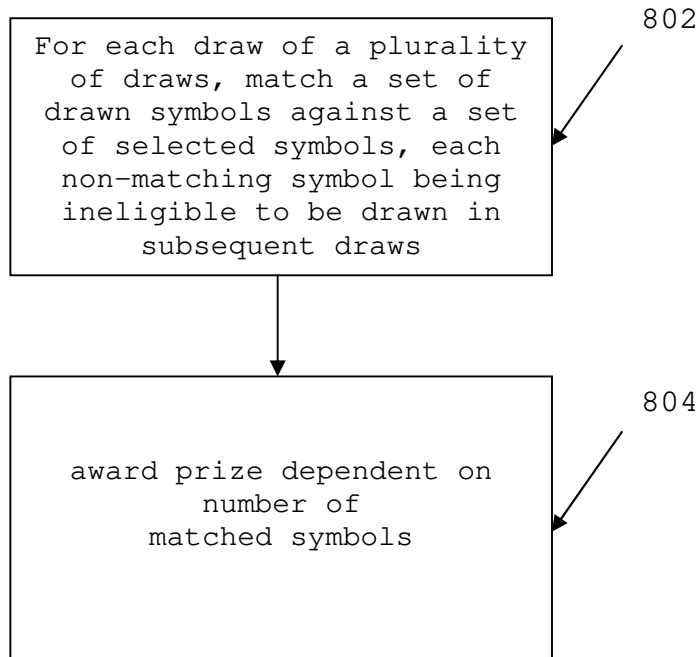 802
For each draw of a plurality
of draws, match a set of
drawn symbols against a set
of selected symbols, each
non-matching symbol being
ineligible to be drawn in
subsequent draws
804
award prize dependent on
number of
matched symbols